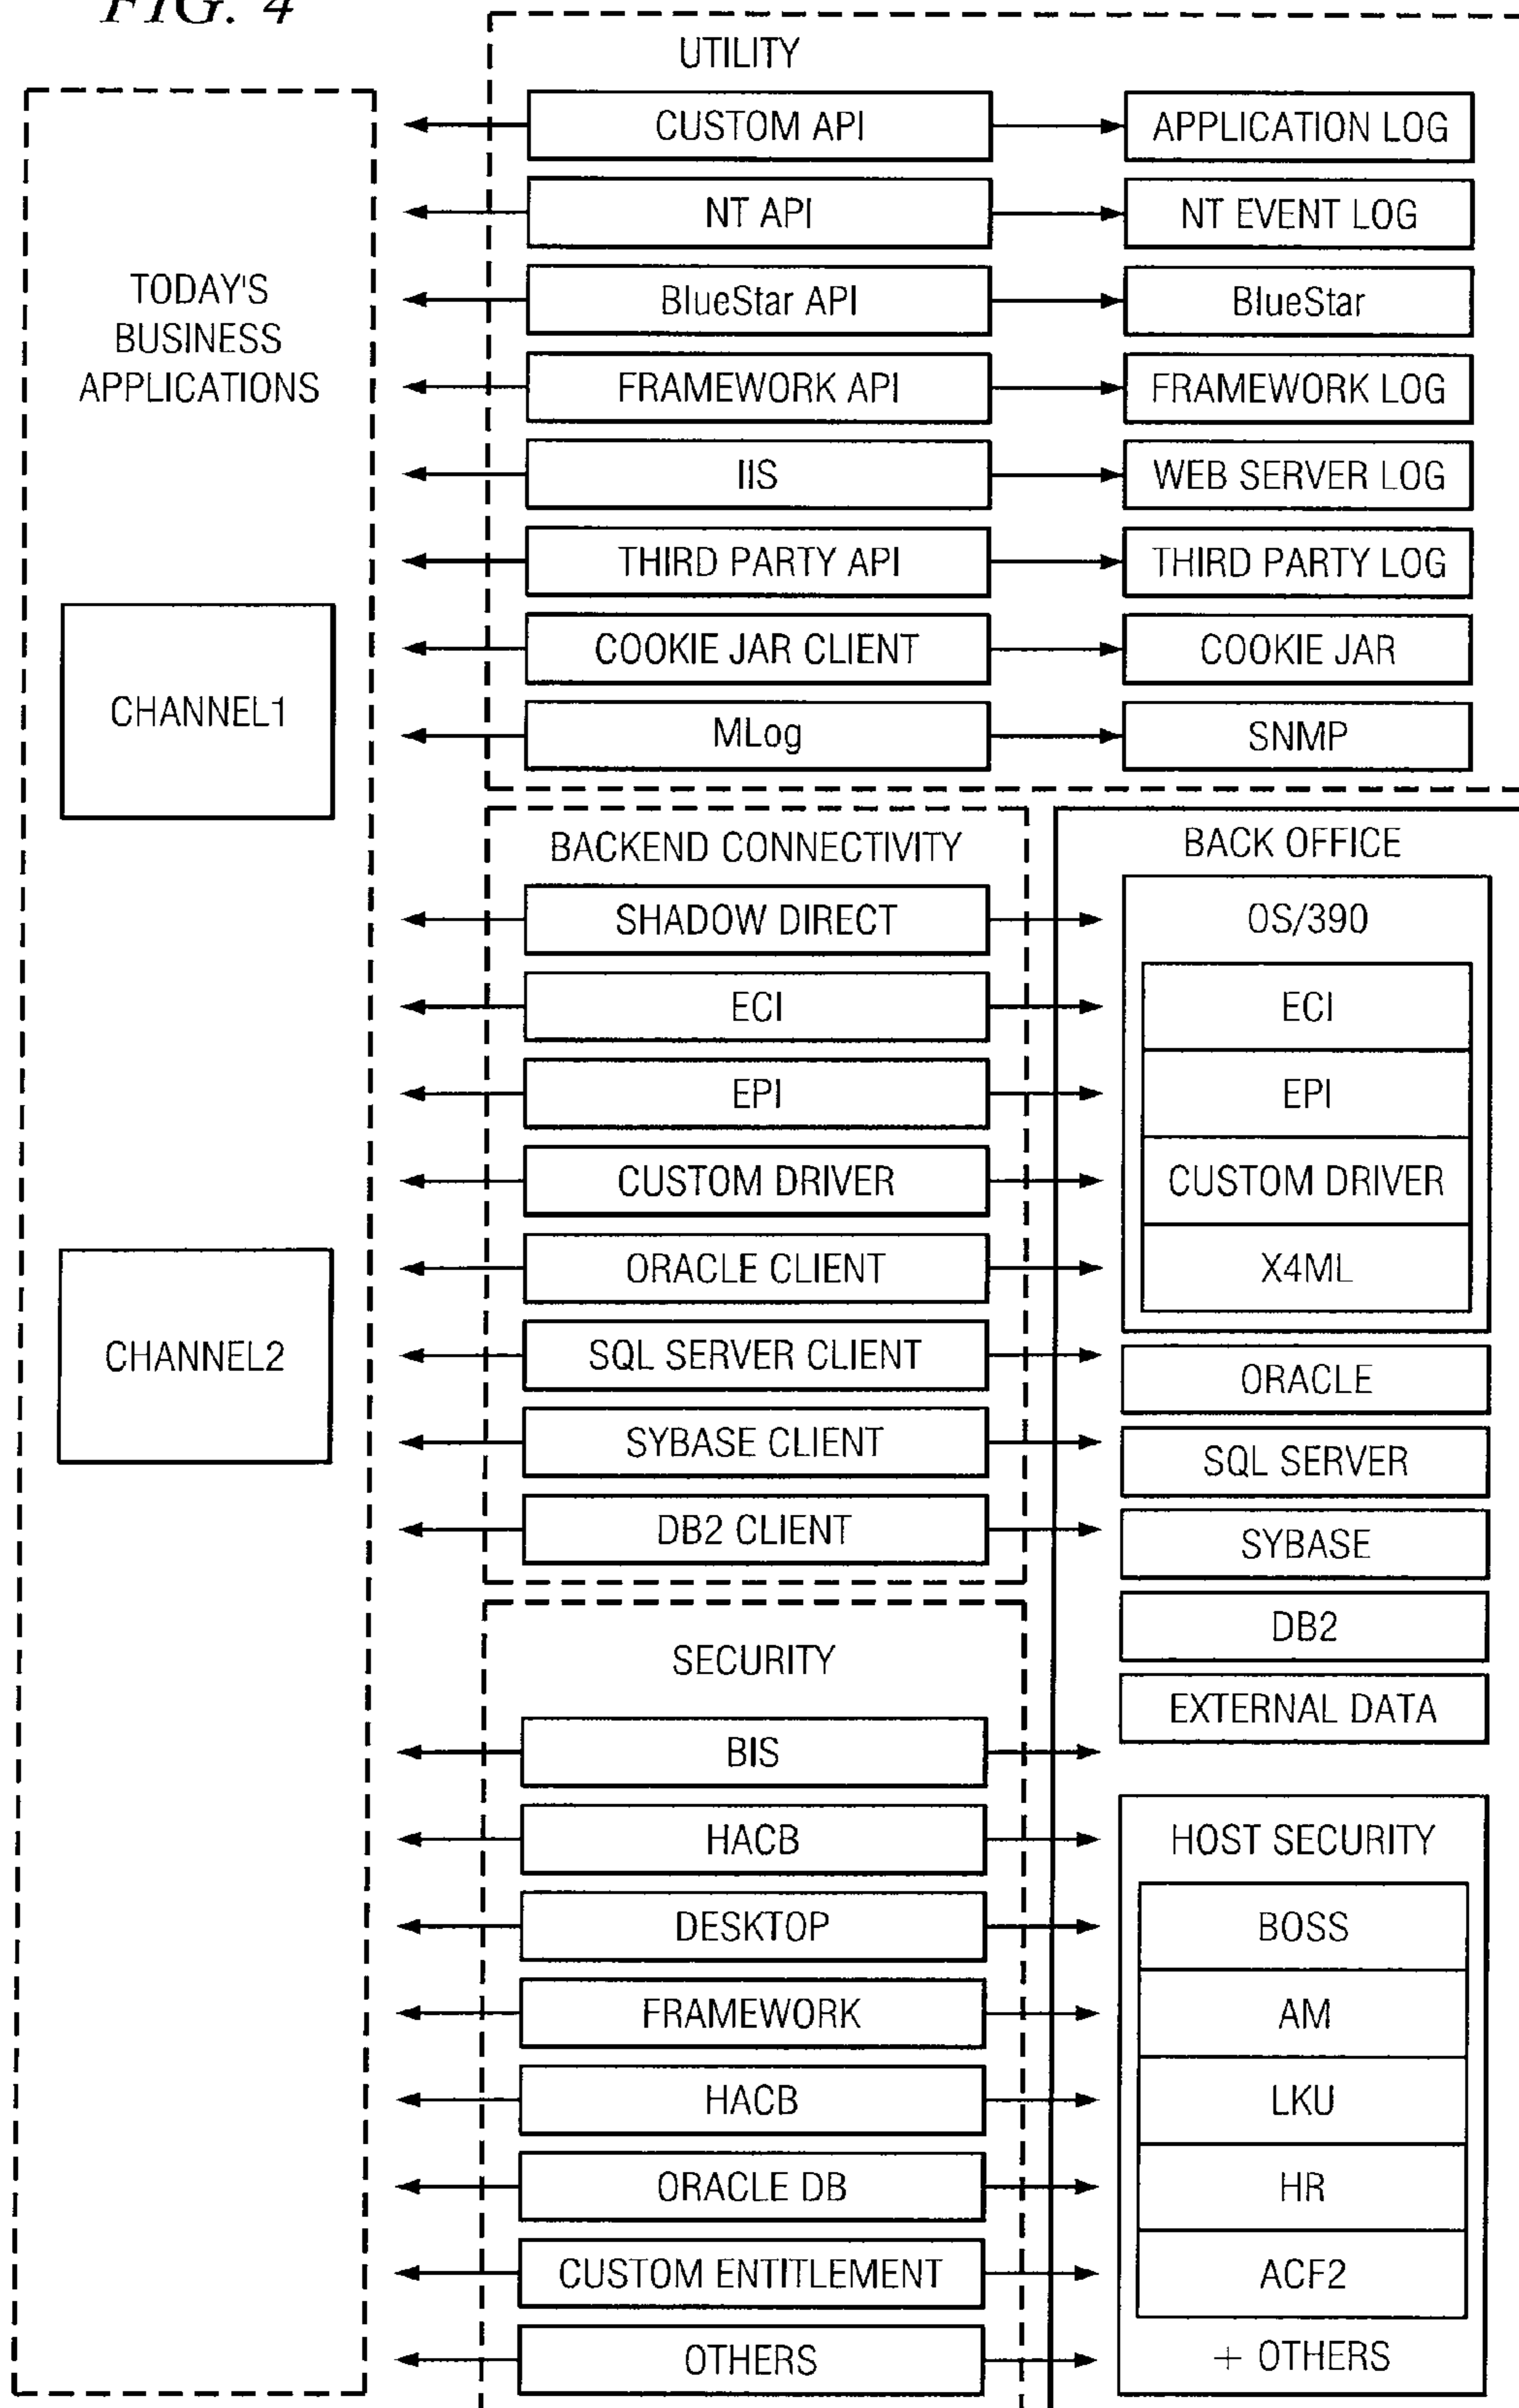 FIG. 4
UTILITY
CUSTOM API
APPLICATION LOG
NT API
NT EVENT LOG
TODAY'S
BUSINESS
APPLICATIONS
BlueStar API
BlueStar
FRAMEWORK API
FRAMEWORK LOG
IIS
WEB SERVER LOG
THIRD PARTY API
THIRD PARTY LOG
COOKIE JAR CLIENT
COOKIE JAR
CHANNEL1
MLog
SNMP
BACKEND CONNECTIVITY
SHADOW DIRECT
ECI
EPI
CUSTOM DRIVER
ORACLE CLIENT
SQL SERVER CLIENT
SYBASE CLIENT
DB2 CLIENT
CHANNEL2
BACK OFFICE
OS/390
ECI
EPI
CUSTOM DRIVER
X4ML
ORACLE
SQL SERVER
SYBASE
DB2
EXTERNAL DATA
SECURITY
BIS
HACB
DESKTOP
FRAMEWORK
HACB
ORACLE DB
CUSTOM ENTITLEMENT
OTHERS
HOST SECURITY
BOSS
AM
LKU
HR
ACF2
+ OTHERS